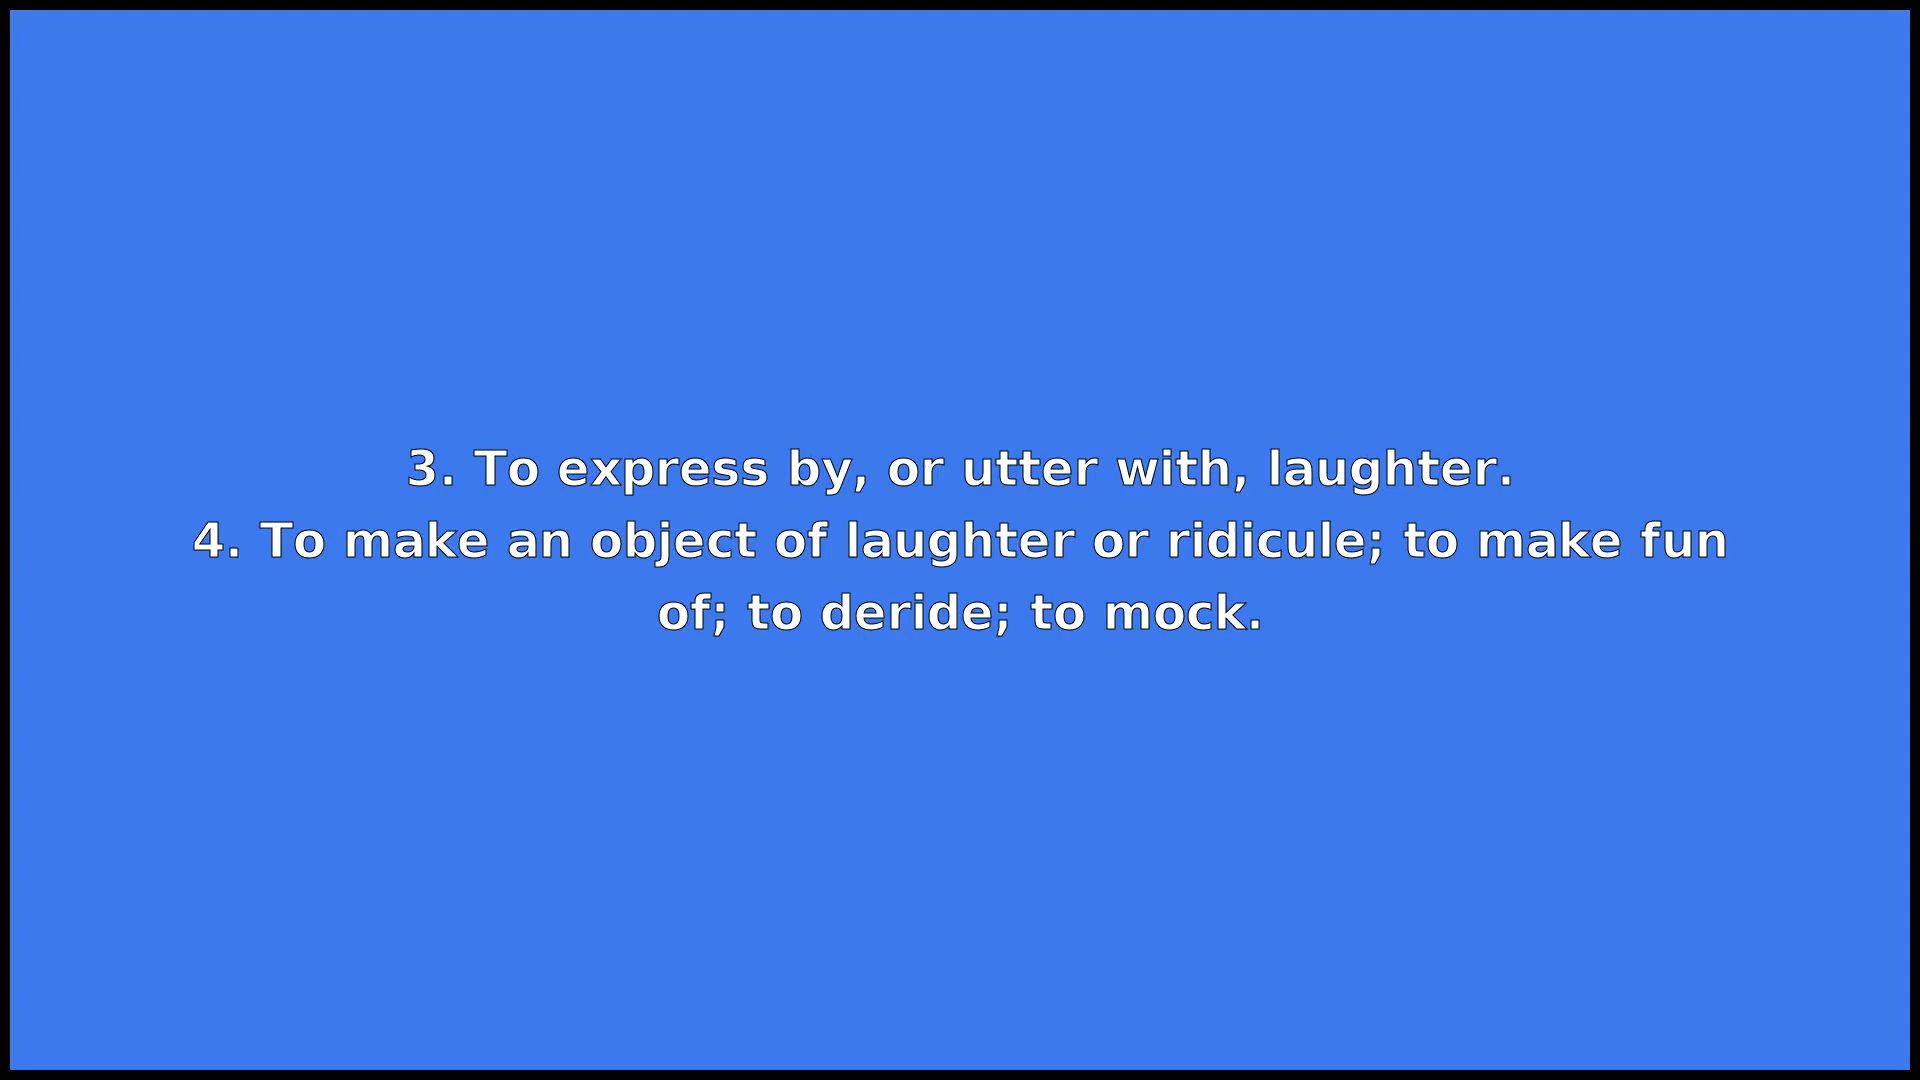 3. To express by, or utter with, laughter.
4. To make an object of laughter or ridicule; to make fun
of; to deride; to mock.